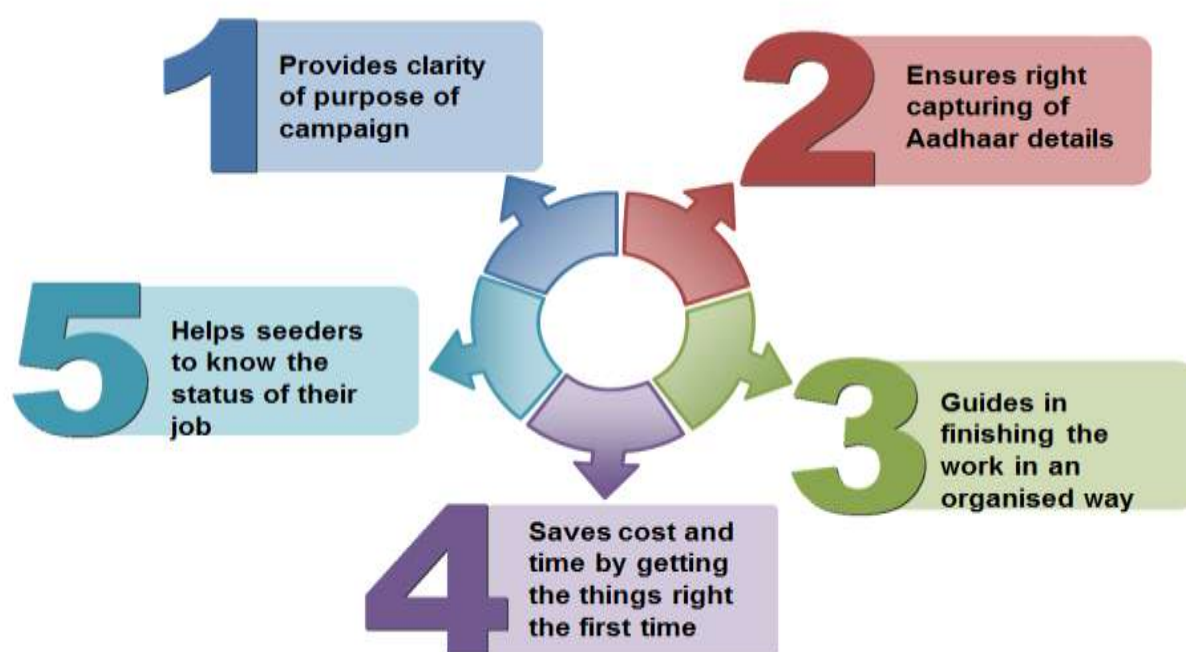 1
Provides clarity
of purpose of
campaign
2
Ensures right
capturing of
Aadhaar details
3
Guides in
finishing the
work in an
organised way
4
Saves cost and
time by getting
the things right
the first time
5
Helps seeders
to know the
status of their
job